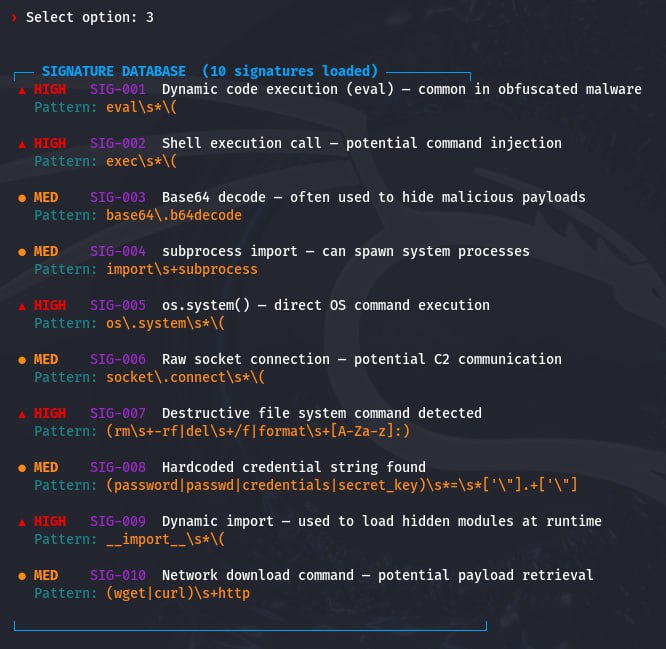 › Select option: 3
SIGNATURE DATABASE (10 signatures loaded)
▲ HIGH SIG-001 Dynamic code execution (eval) — common in obfuscated malware
Pattern: eval\s*\(
▲ HIGH SIG-002 Shell execution call — potential command injection
Pattern: exec\s*\(
● MED SIG-003 Base64 decode — often used to hide malicious payloads
Pattern: base64\.b64decode
● MED SIG-004 subprocess import — can spawn system processes
Pattern: import\s+subprocess
▲ HIGH SIG-005 os.system() — direct OS command execution
Pattern: os\.system\s*\(
● MED SIG-006 Raw socket connection — potential C2 communication
Pattern: socket\.connect\s*\(
▲ HIGH SIG-007 Destructive file system command detected
Pattern: (rm\s+-rf|del\s+/f|format\s+[A-Za-z]:)
● MED SIG-008 Hardcoded credential string found
Pattern: (password|passwd|credentials|secret_key)\s*=\s*['\"].+['\"]
▲ HIGH SIG-009 Dynamic import — used to load hidden modules at runtime
Pattern: __import__\s*\(
● MED SIG-010 Network download command — potential payload retrieval
Pattern: (wget|curl)\s+http